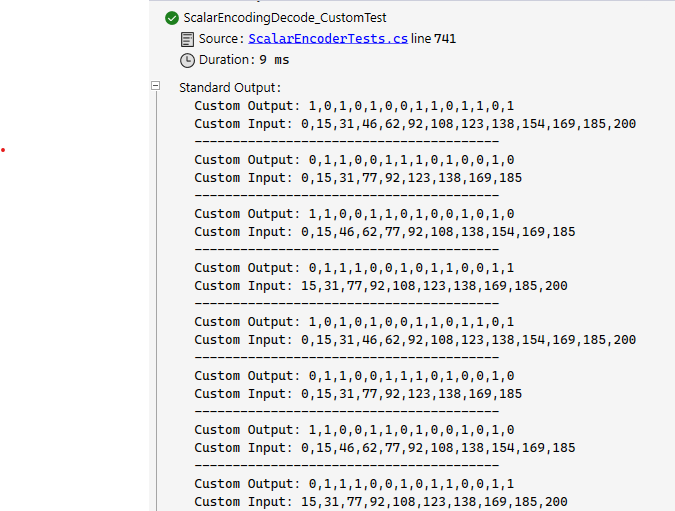 ScalarEncodingDecode_CustomTest
Source: ScalarEncoderTests.cs line 741
Duration: 9 ms
Standard Output:
Custom Output: 1,0,1,0,1,0,0,1,1,0,1,1,0,1
Custom Input: 0,15,31,46,62,92,108,123,138,154,169,185,200
----------------------------------------
Custom Output: 0,1,1,0,0,1,1,1,0,1,0,0,1,0
Custom Input: 0,15,31,77,92,123,138,169,185
----------------------------------------
Custom Output: 1,1,0,0,1,1,0,1,0,0,1,0,1,0
Custom Input: 0,15,46,62,77,92,108,138,154,169,185
----------------------------------------
Custom Output: 0,1,1,1,0,0,1,0,1,1,0,0,1,1
Custom Input: 15,31,77,92,108,123,138,169,185,200
----------------------------------------
Custom Output: 1,0,1,0,1,0,0,1,1,0,1,1,0,1
Custom Input: 0,15,31,46,62,92,108,123,138,154,169,185,200
----------------------------------------
Custom Output: 0,1,1,0,0,1,1,1,0,1,0,0,1,0
Custom Input: 0,15,31,77,92,123,138,169,185
----------------------------------------
Custom Output: 1,1,0,0,1,1,0,1,0,0,1,0,1,0
Custom Input: 0,15,46,62,77,92,108,138,154,169,185
----------------------------------------
Custom Output: 0,1,1,1,0,0,1,0,1,1,0,0,1,1
Custom Input: 15,31,77,92,108,123,138,169,185,200